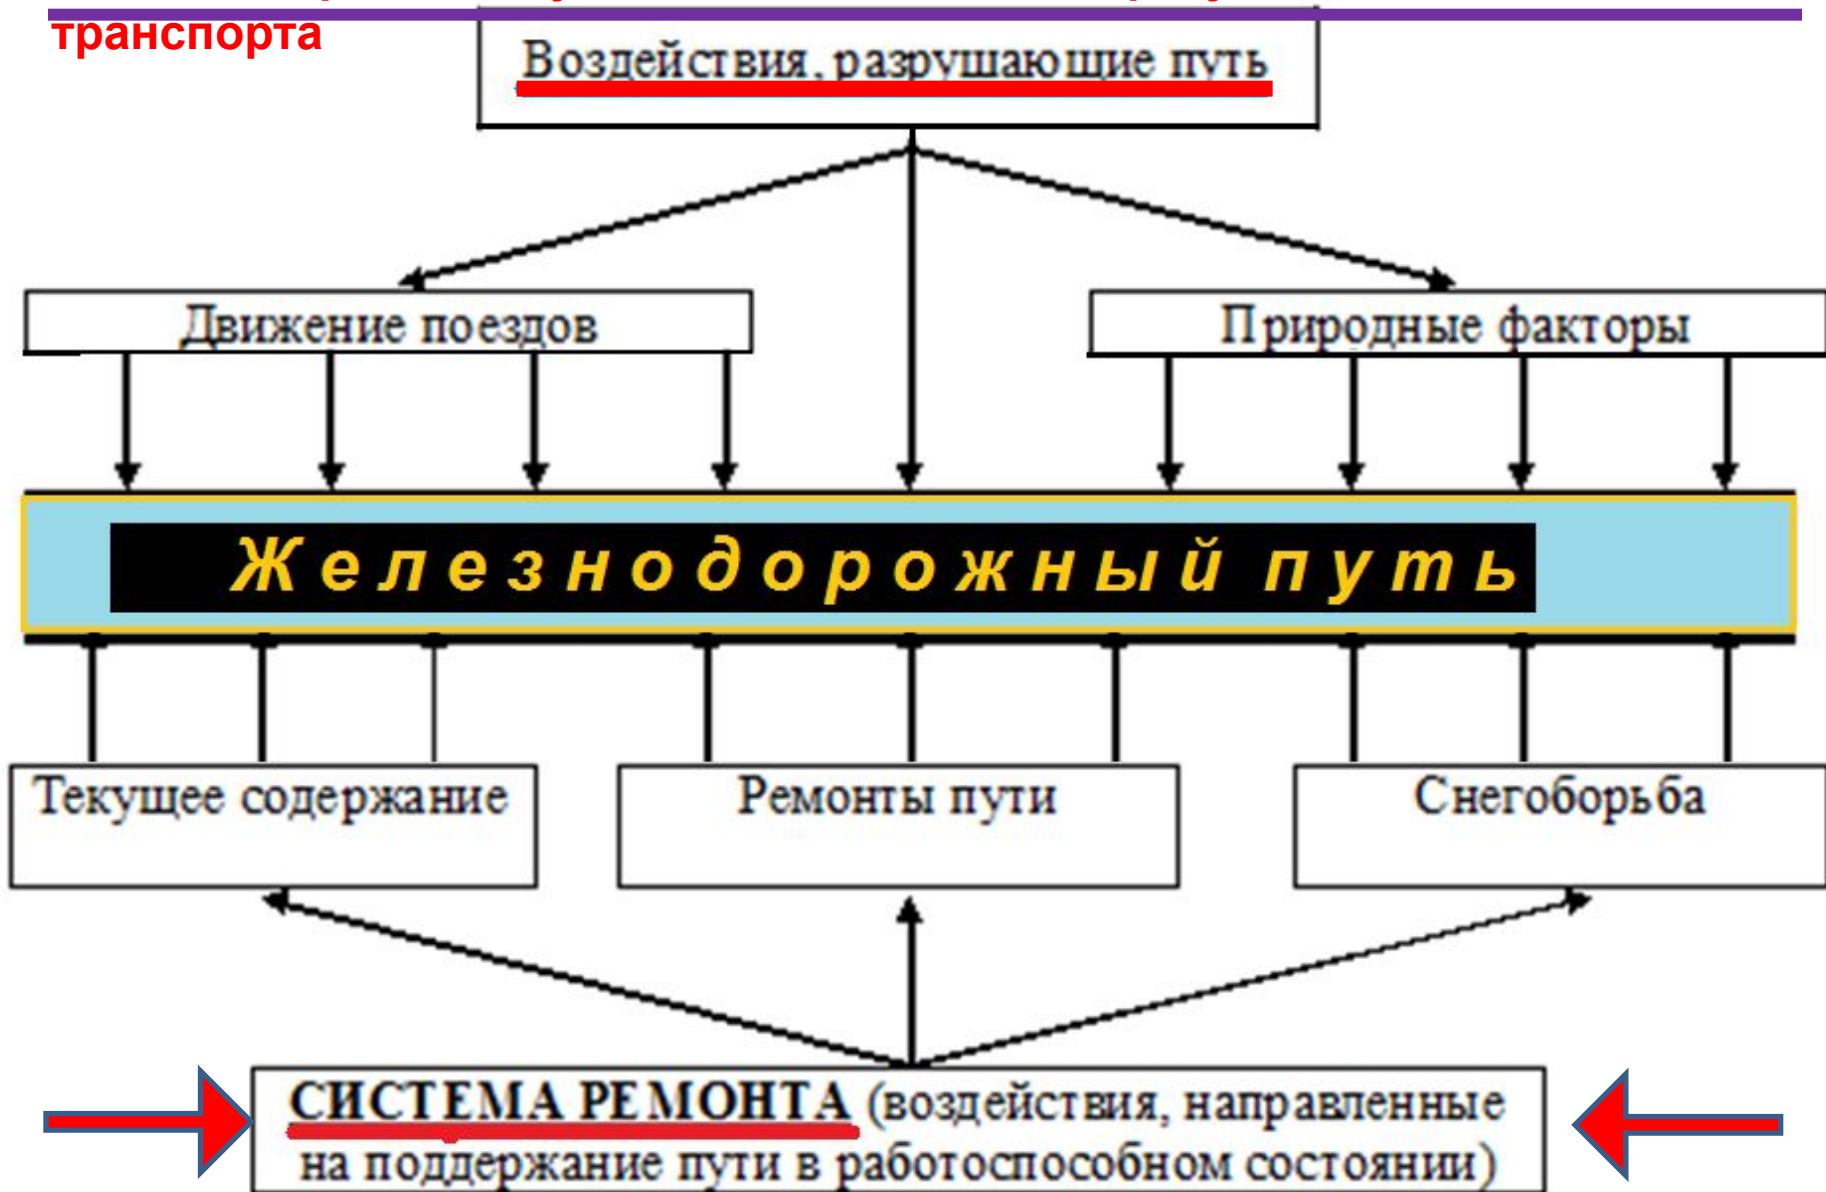 транспорта
Воздействия, разрушающие путь
Движение поездов
Природные факторы
Железнодорожный путь
Текущее содержание
Ремонты пути
Снегоборьба
СИСТЕМА РЕМОНТА (воздействия, направленные
на поддержание пути в работоспособном состоянии)